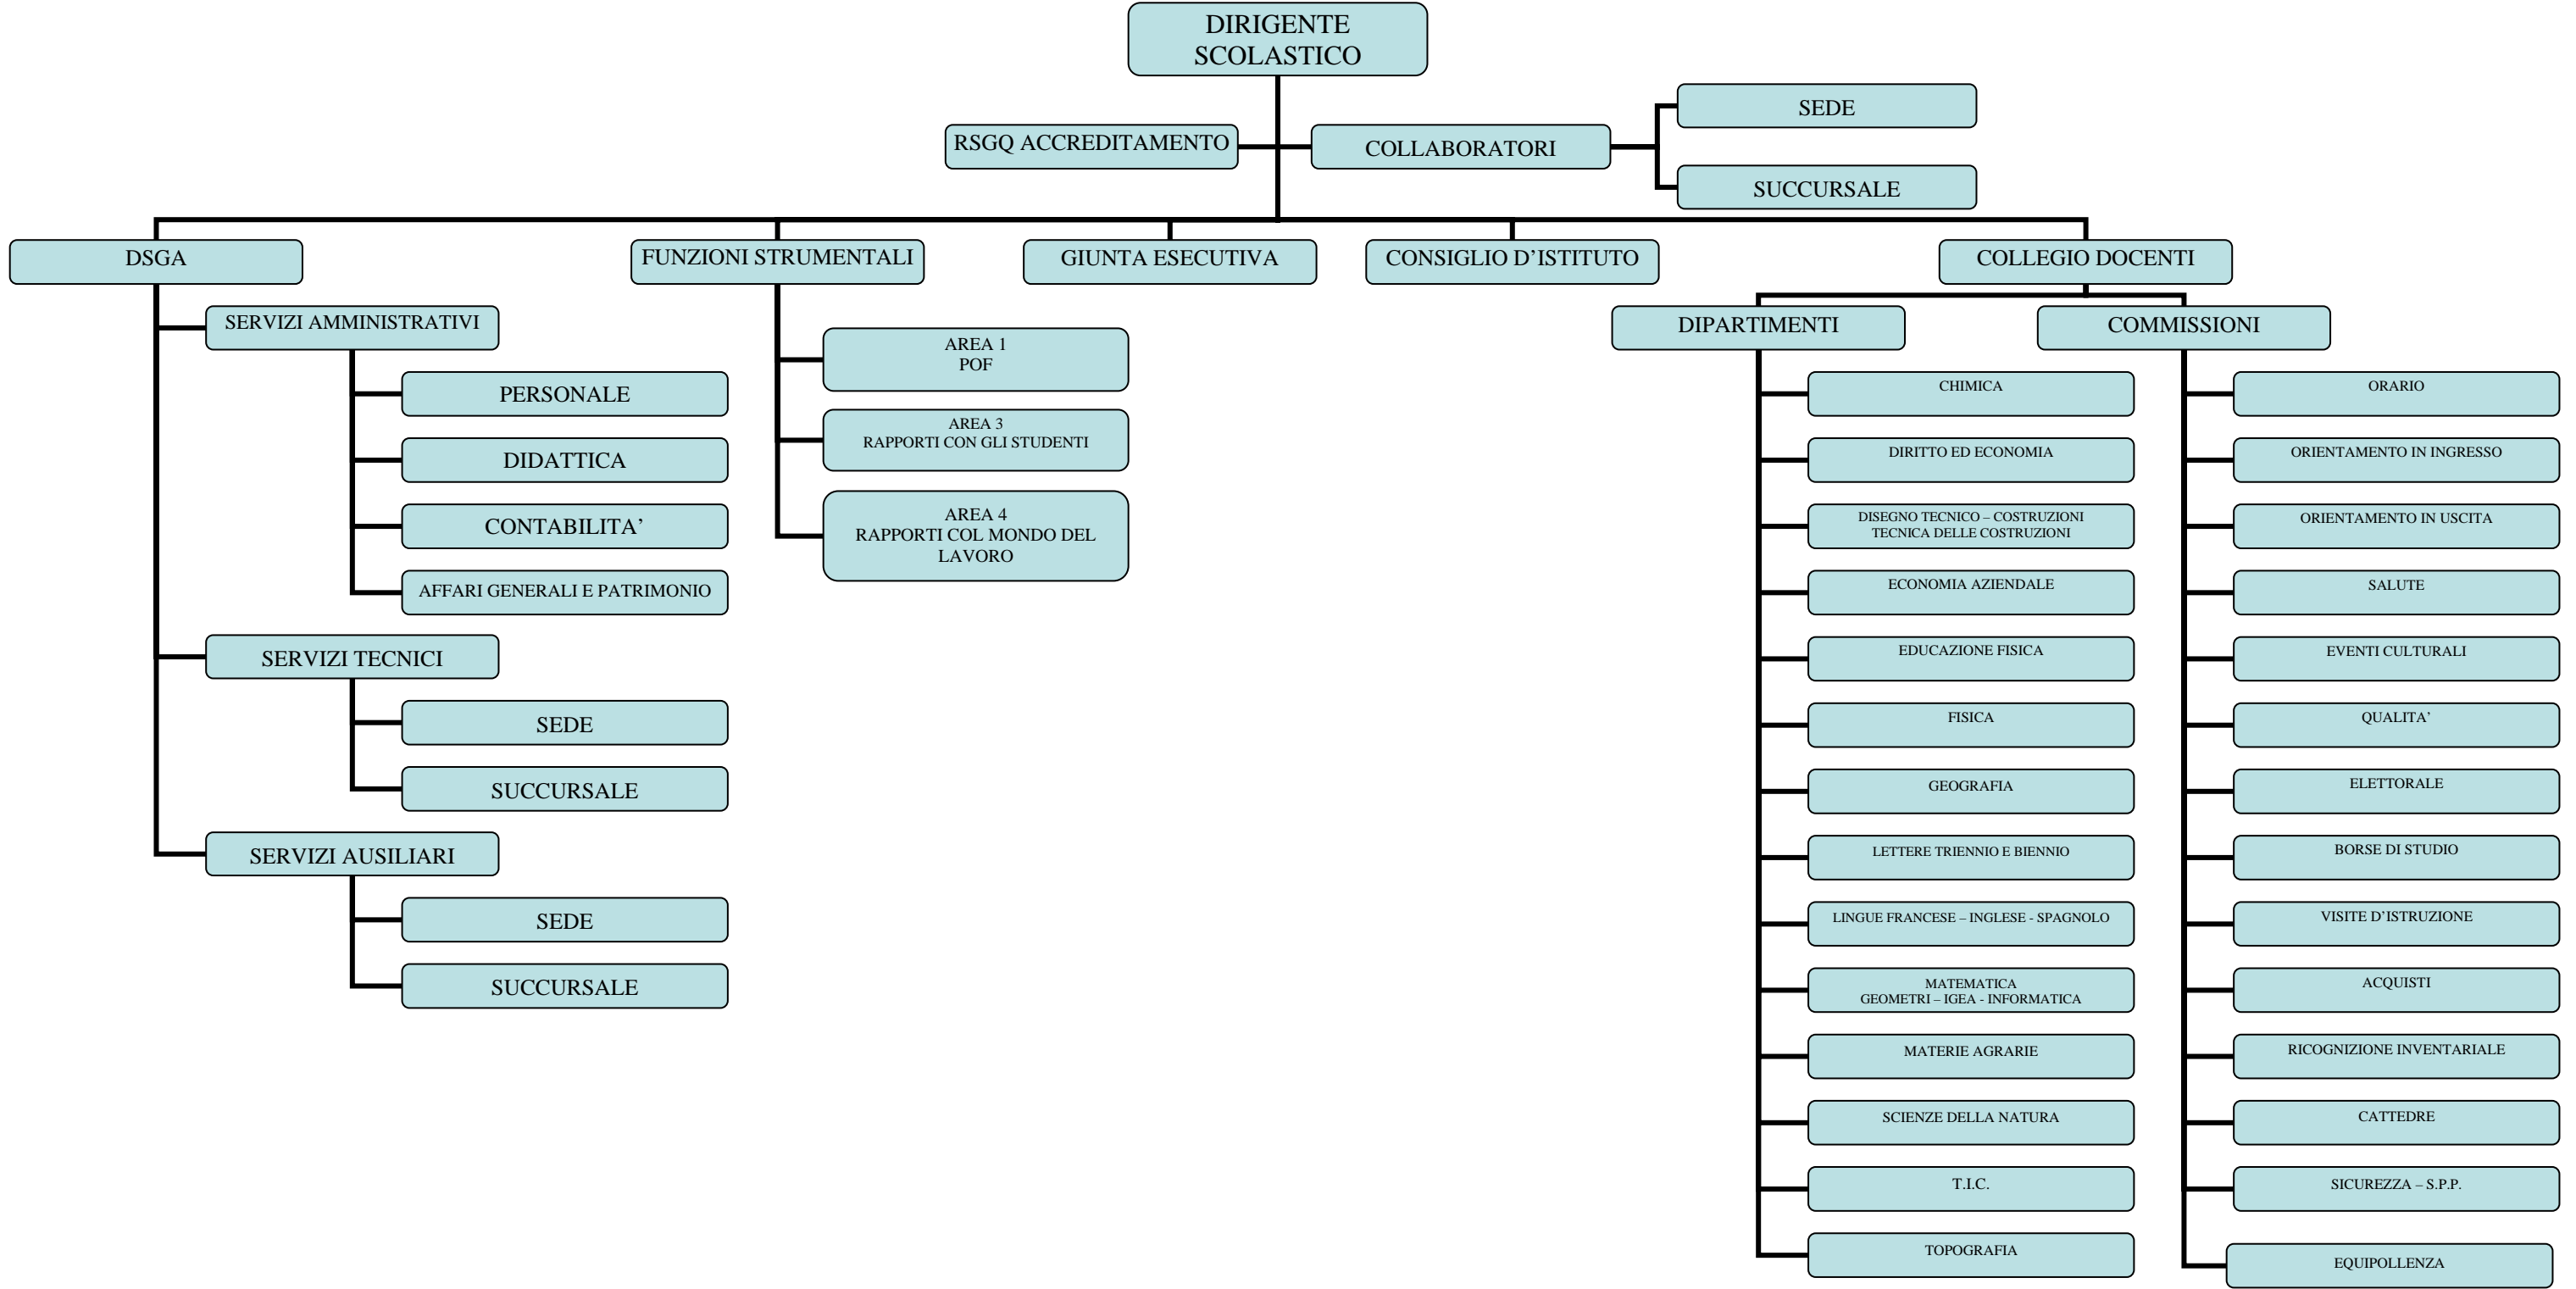 DIRIGENTE
SCOLASTICO
SEDE
RSGQ ACCREDITAMENTO
COLLABORATORI
SUCCURSALE
DSGA
FUNZIONI STRUMENTALI
GIUNTA ESECUTIVA
CONSIGLIO D’ISTITUTO
COLLEGIO DOCENTI
SERVIZI AMMINISTRATIVI
PERSONALE
DIDATTICA
CONTABILITA’
AFFARI GENERALI E PATRIMONIO
SERVIZI TECNICI
SEDE
SUCCURSALE
SERVIZI AUSILIARI
SEDE
SUCCURSALE
AREA 1
POF
AREA 3
RAPPORTI CON GLI STUDENTI
AREA 4
RAPPORTI COL MONDO DEL
LAVORO
DIPARTIMENTI
CHIMICA
DIRITTO ED ECONOMIA
DISEGNO TECNICO – COSTRUZIONI
TECNICA DELLE COSTRUZIONI
ECONOMIA AZIENDALE
EDUCAZIONE FISICA
FISICA
GEOGRAFIA
LETTERE TRIENNIO E BIENNIO
LINGUE FRANCESE – INGLESE - SPAGNOLO
MATEMATICA
GEOMETRI – IGEA - INFORMATICA
MATERIE AGRARIE
SCIENZE DELLA NATURA
T.I.C.
TOPOGRAFIA
COMMISSIONI
ORARIO
ORIENTAMENTO IN INGRESSO
ORIENTAMENTO IN USCITA
SALUTE
EVENTI CULTURALI
QUALITA’
ELETTORALE
BORSE DI STUDIO
VISITE D’ISTRUZIONE
ACQUISTI
RICOGNIZIONE INVENTARIALE
CATTEDRE
SICUREZZA – S.P.P.
EQUIPOLLENZA